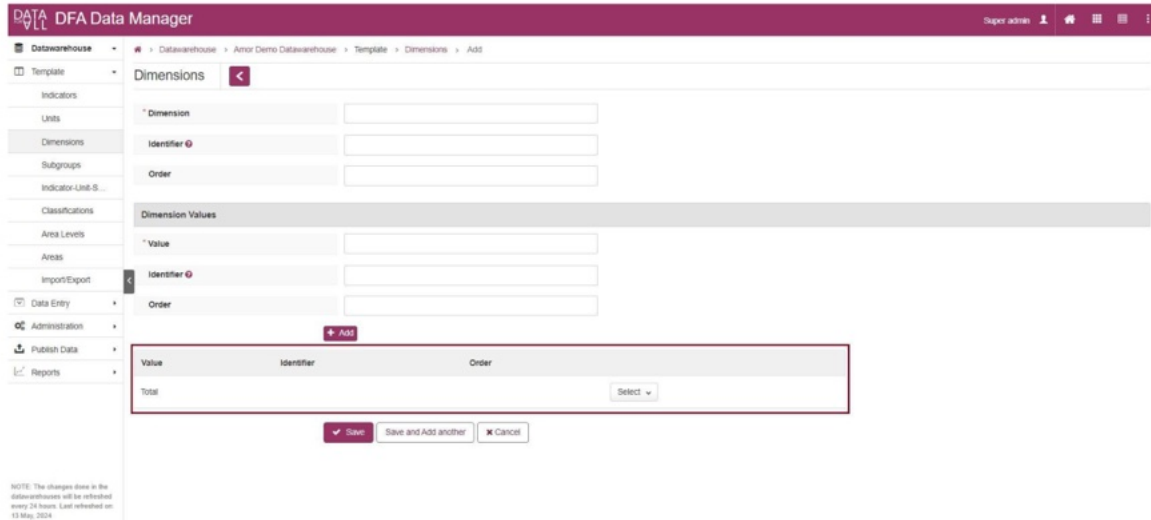 DATA FOR ALL DFA Data Manager
Super admin
Datawarehouse
Datawarehouse > Amor Demo Datawarehouse > Template > Dimensions > Add
Template
Dimensions
Indicators
Units
Dimensions
Subgroups
Indicator-Unit-S...
Classifications
Area Levels
Areas
Import/Export
Data Entry
Administration
Publish Data
Reports
* Dimension
Identifier
Order
Dimension Values
* Value
Identifier
Order
+ Add
Value Identifier Order
Total Select
Save Save and Add another Cancel
NOTE: The changes done in the
datawarehouses will be refreshed
every 24 hours. Last refreshed on
13 May, 2024